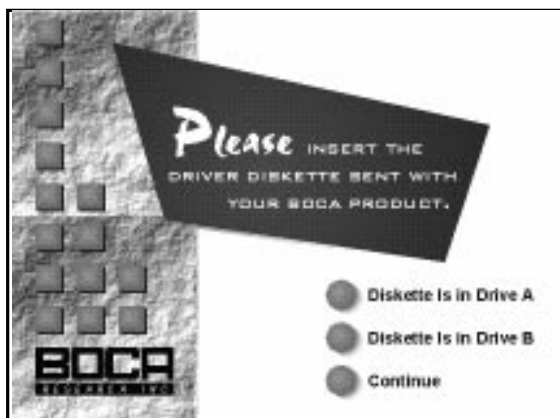 Please INSERT THE
DRIVER DISKETTE SENT WITH
YOUR BOCA PRODUCT.
Diskette Is in Drive A
Diskette Is in Drive B
Continue
BOCA
RESEARCH INC